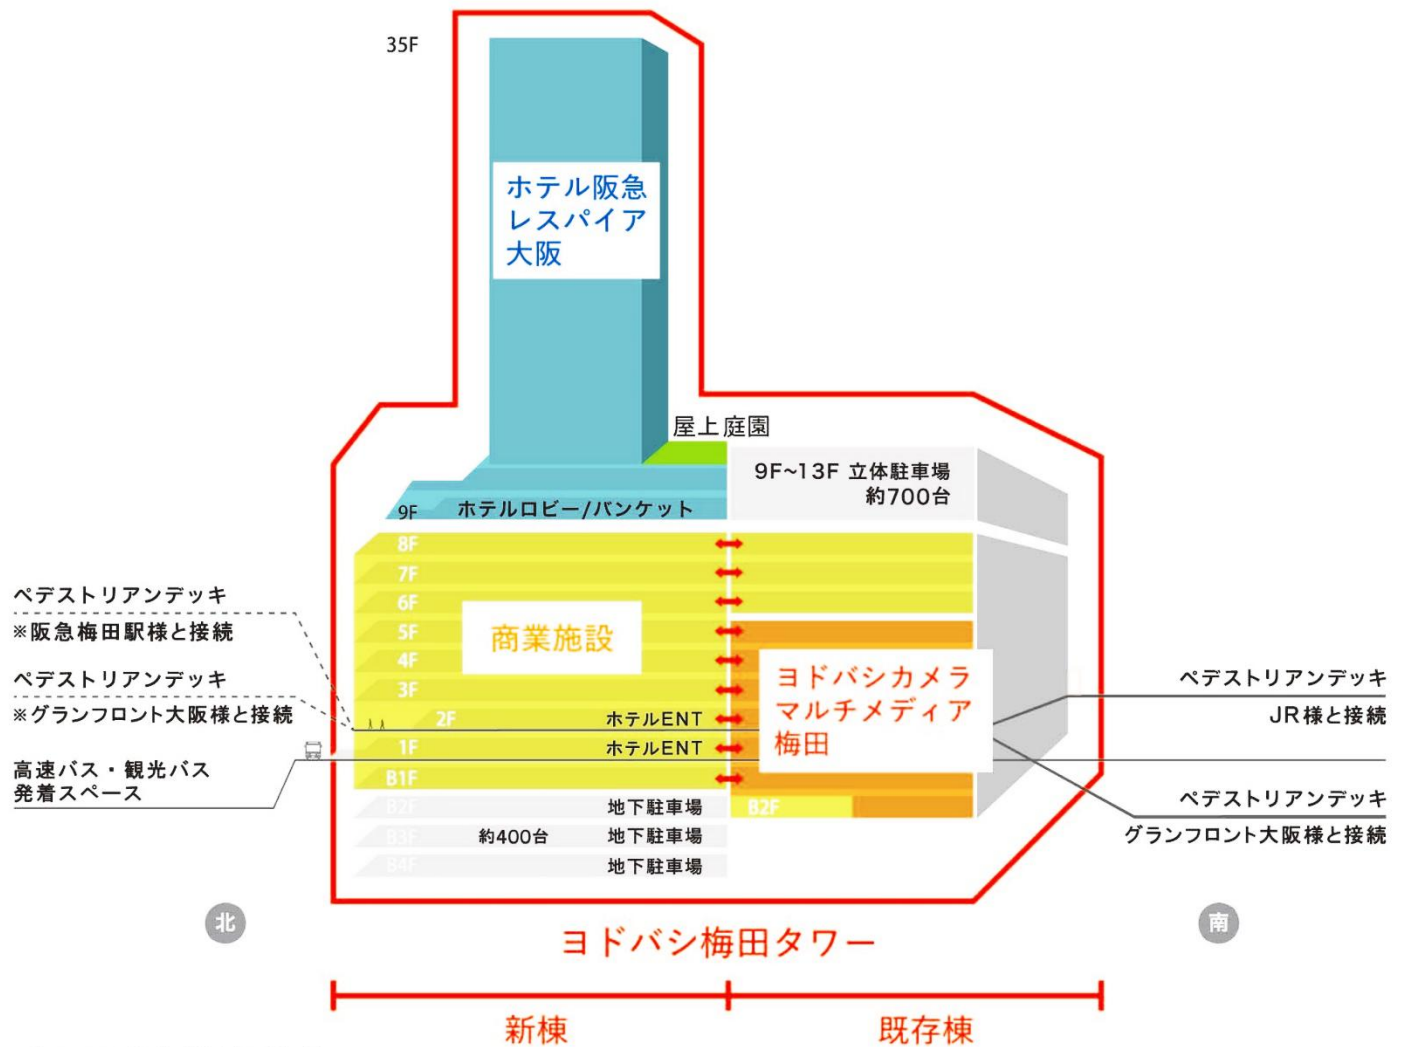 35F
ホテル阪急
レスパイア
大阪
屋上庭園
9F~13F 立体駐車場
約700台
9F ホテルロビー/バンケット
8F
7F
6F
5F
4F
3F
2F ホテルENT
1F ホテルENT
B1F
B2F 地下駐車場
B3F 約400台 地下駐車場
B4F 地下駐車場
商業施設
ヨドバシカメラ
マルチメディア
梅田
B2F
ペデストリアンデッキ
※阪急梅田駅様と接続
ペデストリアンデッキ
※グランフロント大阪様と接続
高速バス・観光バス
発着スペース
ペデストリアンデッキ
JR様と接続
ペデストリアンデッキ
グランフロント大阪様と接続
北
南
ヨドバシ梅田タワー
新棟
既存棟